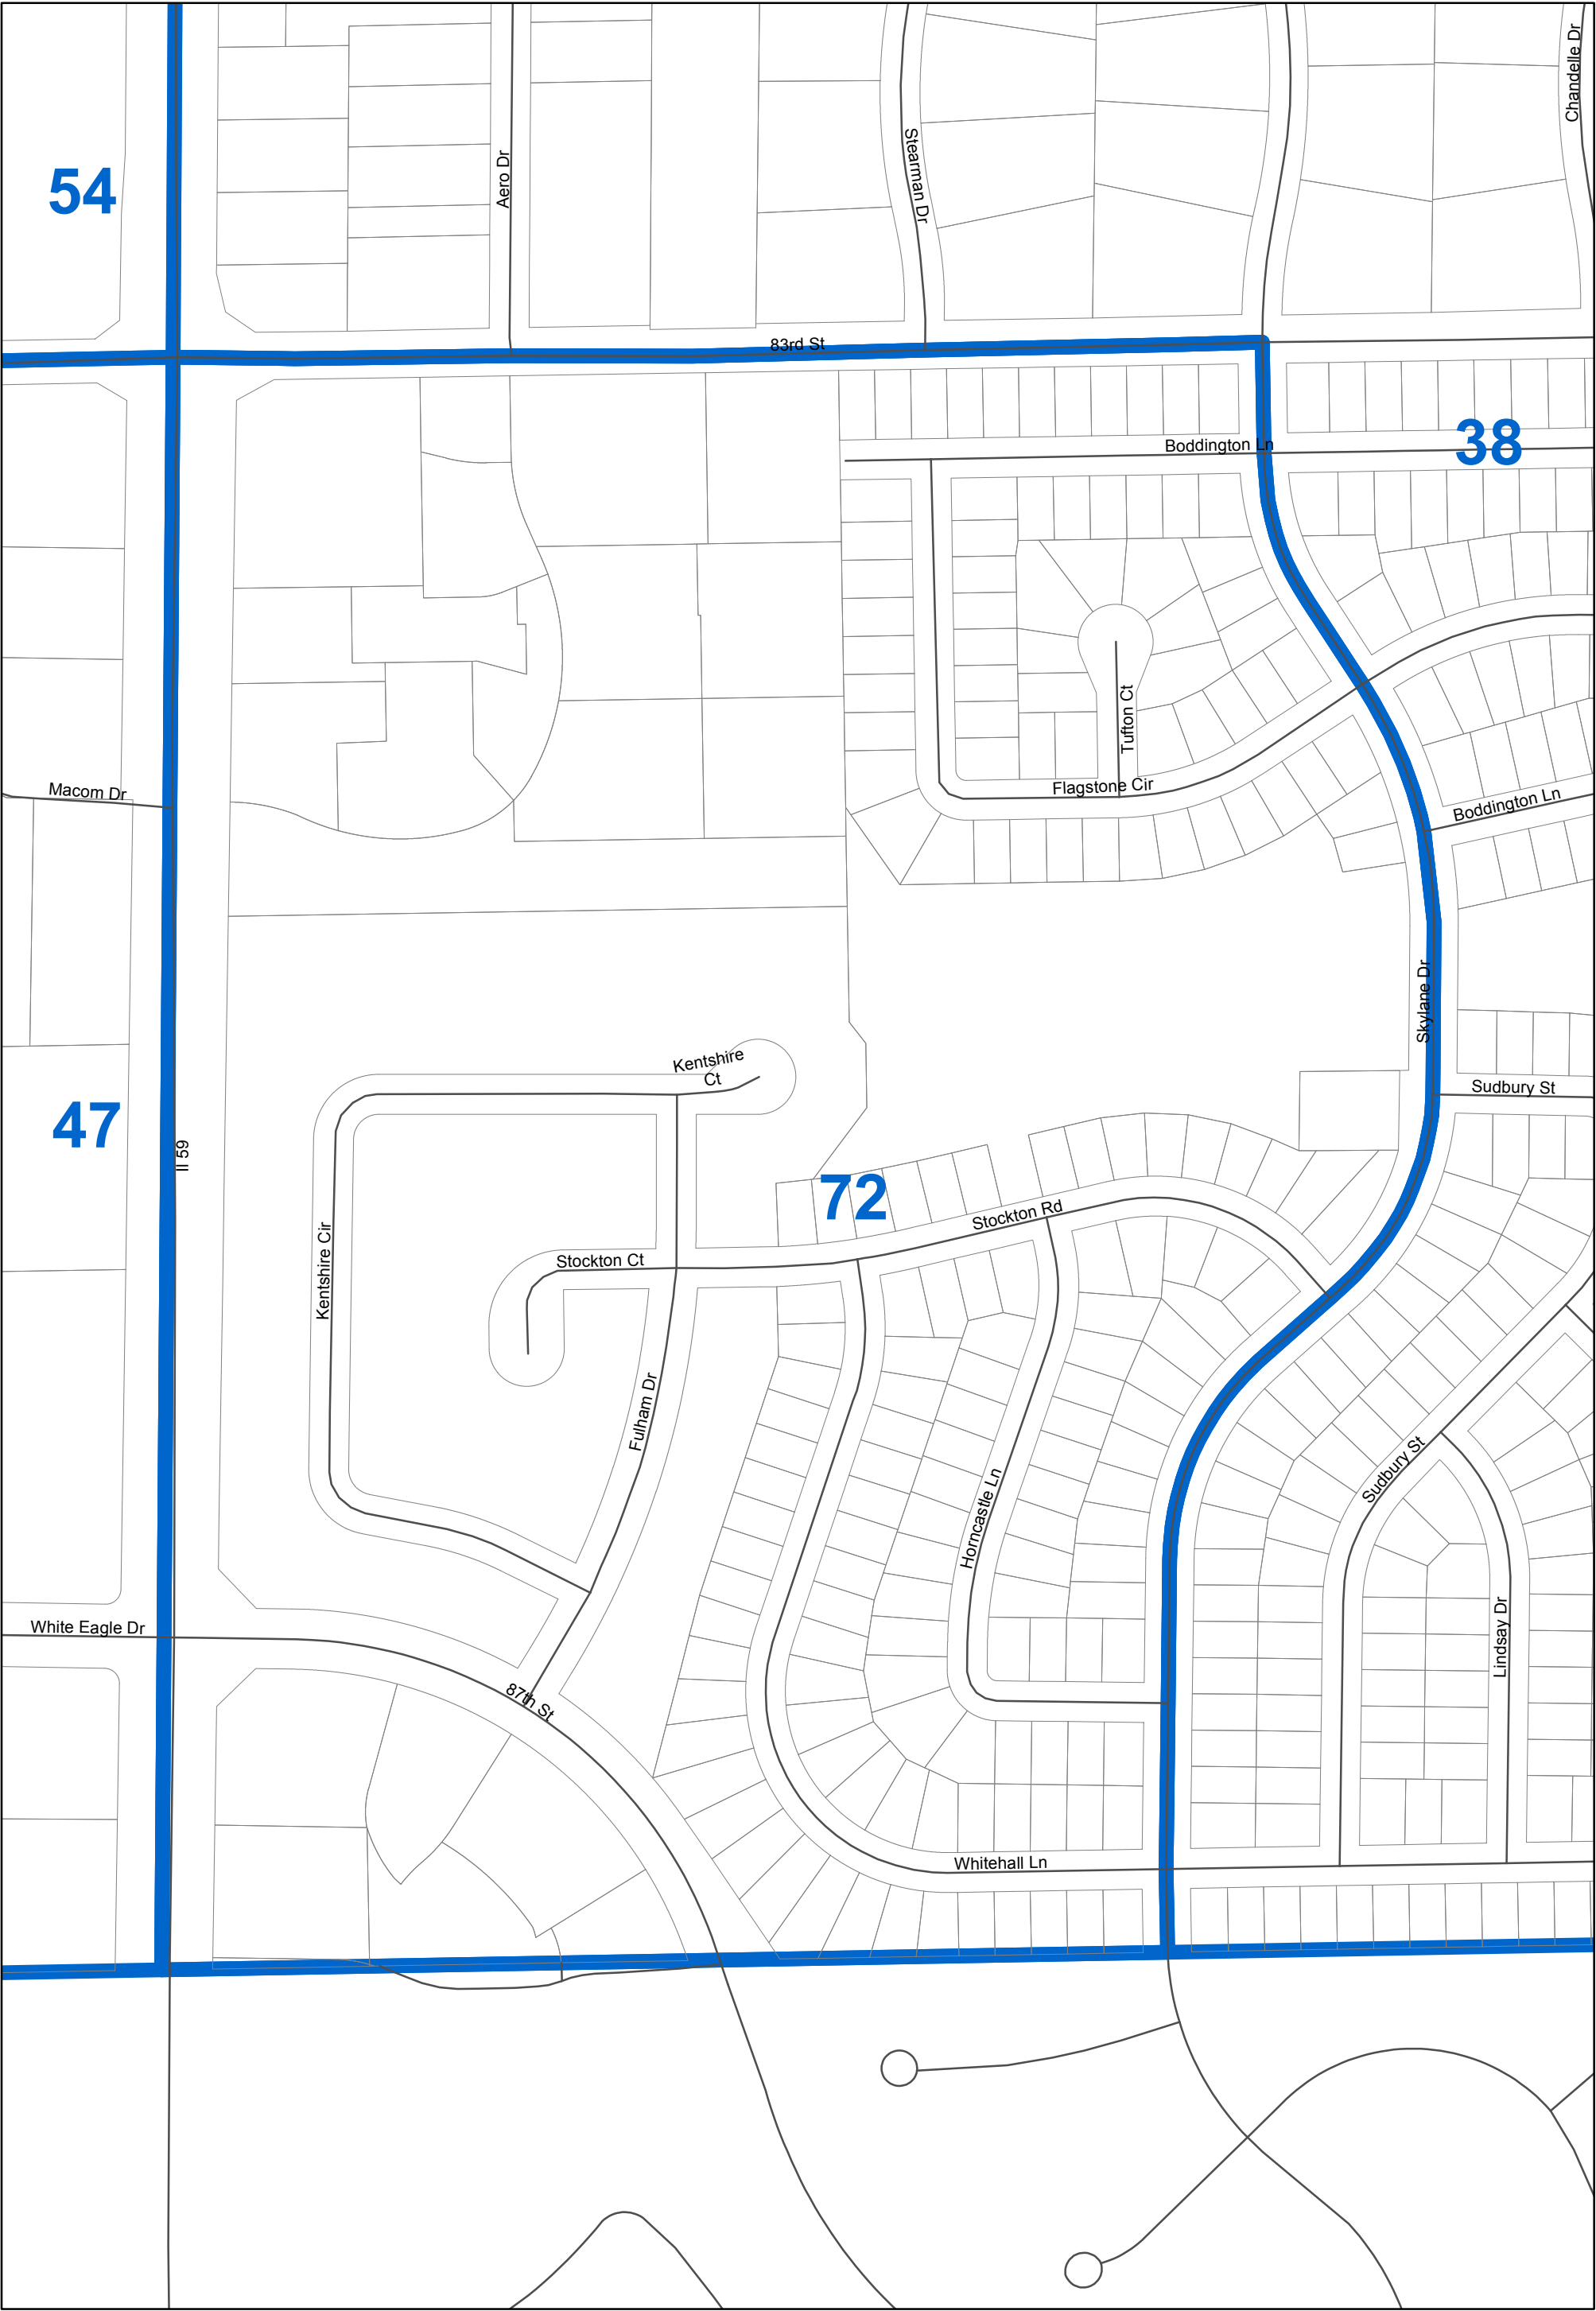 Chandelle Dr
54
Aero Dr
Stearman Dr
83rd St
Boddington Ln
38
Tufton Ct
Macom Dr
Flagstone Cir
Boddington Ln
Skylane Dr
Kentshire
Ct
Sudbury St
47
Il 59
72
Stockton Rd
Kentshire Cir
Stockton Ct
Fulham Dr
Horncastle Ln
Sudbury St
White Eagle Dr
Lindsay Dr
87th St
Whitehall Ln